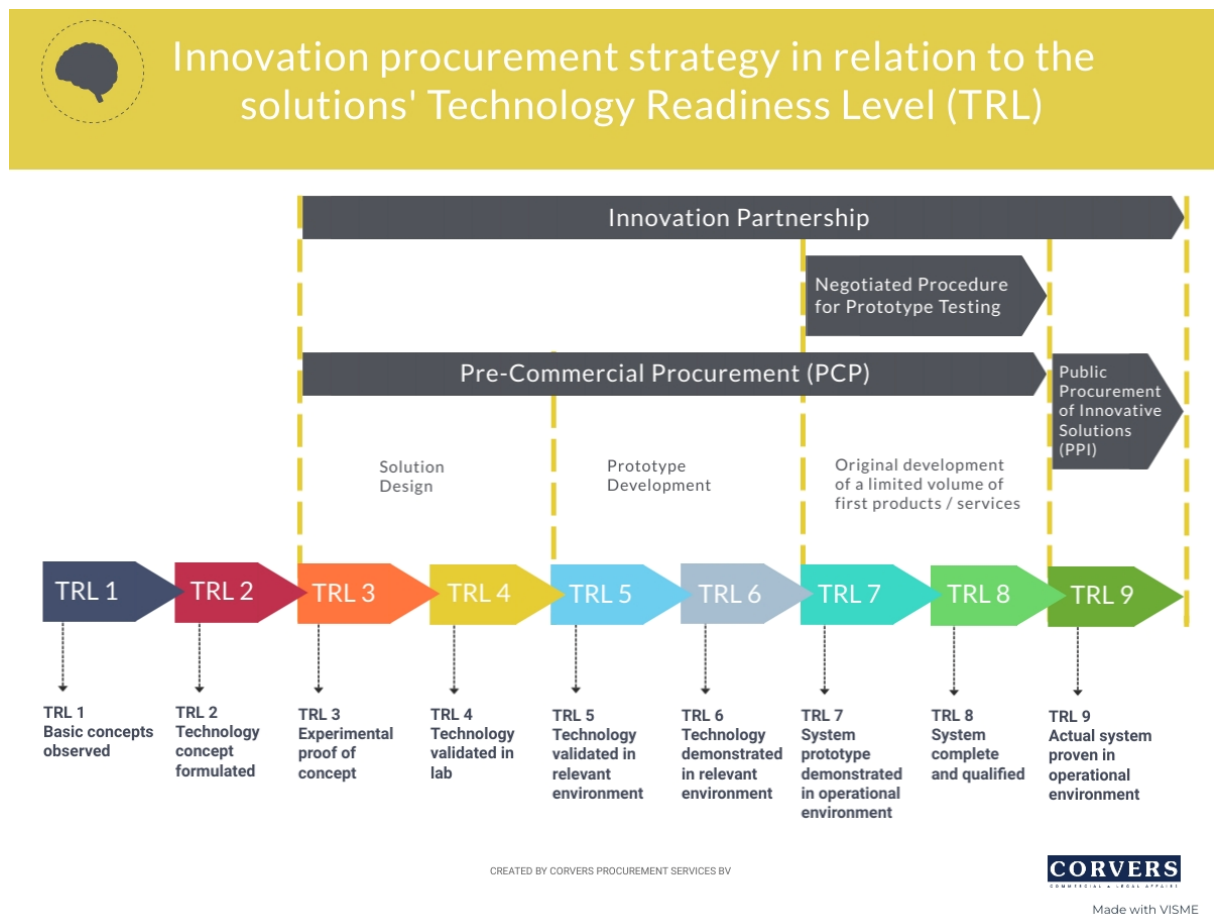 Innovation procurement strategy in relation to the
solutions' Technology Readiness Level (TRL)
Innovation Partnership
Negotiated Procedure
for Prototype Testing
Pre-Commercial Procurement (PCP)
Public
Procurement
of Innovative
Solutions
(PPI)
Solution
Design
Prototype
Development
Original development
of a limited volume of
first products / services
TRL 1
TRL 2
TRL 3
TRL 4
TRL 5
TRL 6
TRL 7
TRL 8
TRL 9
TRL 1
Basic concepts
observed
TRL 2
Technology
concept
formulated
TRL 3
Experimental
proof of
concept
TRL 4
Technology
validated in
lab
TRL 5
Technology
validated in
relevant
environment
TRL 6
Technology
demonstrated
in relevant
environment
TRL 7
System
prototype
demonstrated
in operational
environment
TRL 8
System
complete
and qualified
TRL 9
Actual system
proven in
operational
environment
CREATED BY CORVERS PROCUREMENT SERVICES BV
CORVERS
COMMERCIAL & LEGAL AFFAIRS
Made with VISME